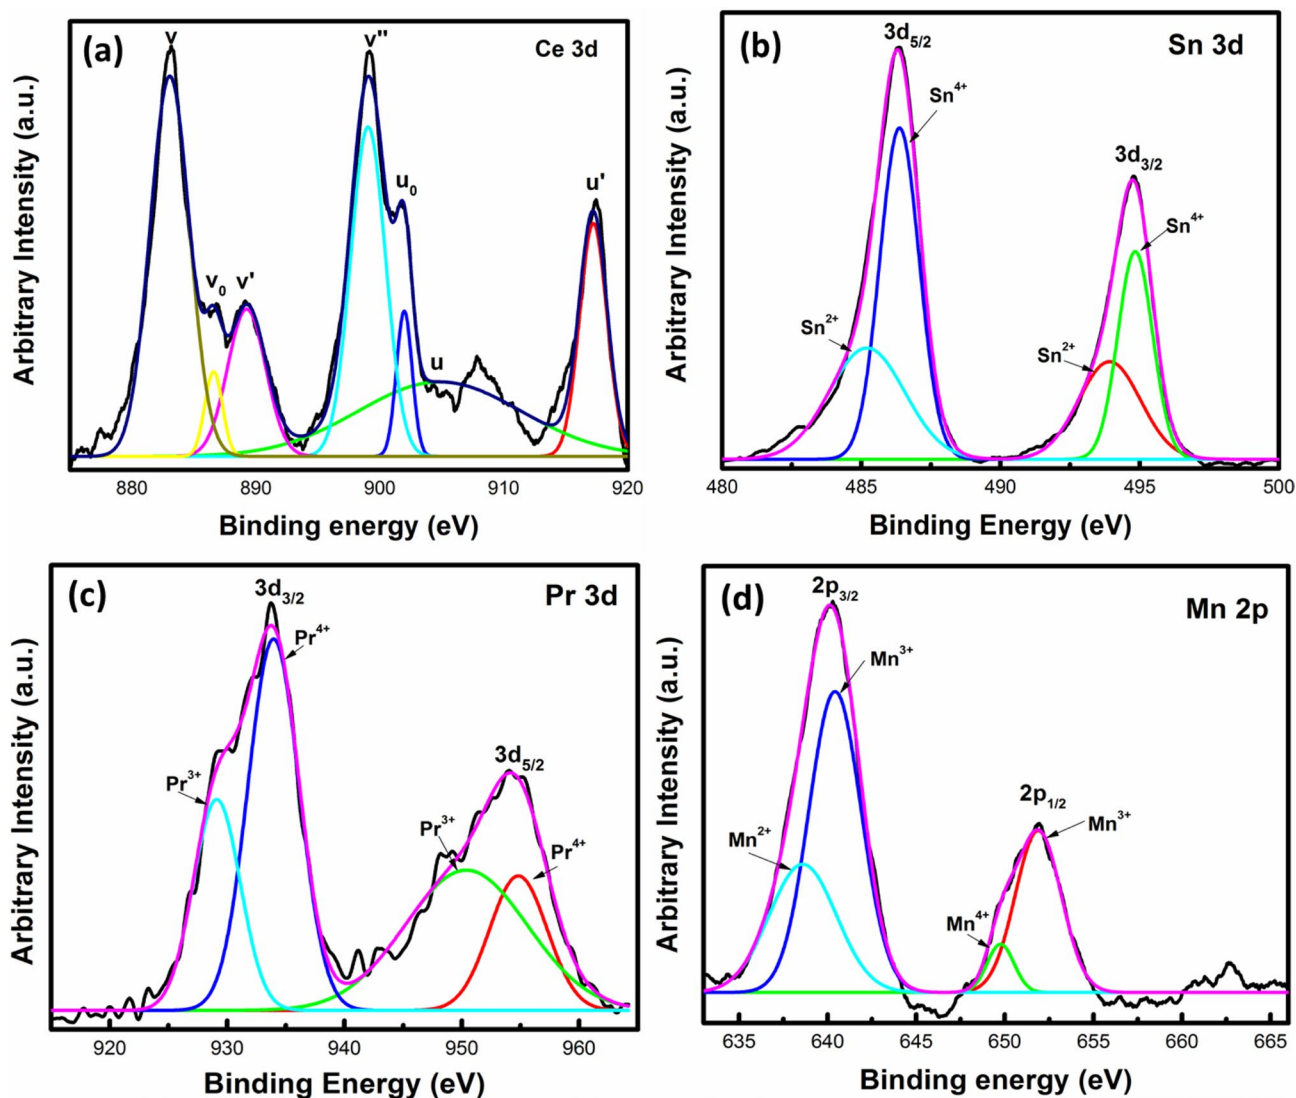 (a)
Ce 3d
v
v₀
v'
v"
u₀
u
u'
Arbitrary Intensity (a.u.)
880 890 900 910 920
Binding energy (eV)
(b)
Sn 3d
3d₅/₂
Sn⁴⁺
Sn²⁺
3d₃/₂
Sn⁴⁺
Sn²⁺
Arbitrary Intensity (a.u.)
480 485 490 495 500
Binding Energy (eV)
(c)
Pr 3d
3d₃/₂
Pr⁴⁺
Pr³⁺
3d₅/₂
Pr³⁺
Pr⁴⁺
Arbitrary Intensity (a.u.)
920 930 940 950 960
Binding Energy (eV)
(d)
Mn 2p
2p₃/₂
Mn³⁺
Mn²⁺
2p₁/₂
Mn³⁺
Mn⁴⁺
Arbitrary Intensity (a.u.)
635 640 645 650 655 660 665
Binding energy (eV)